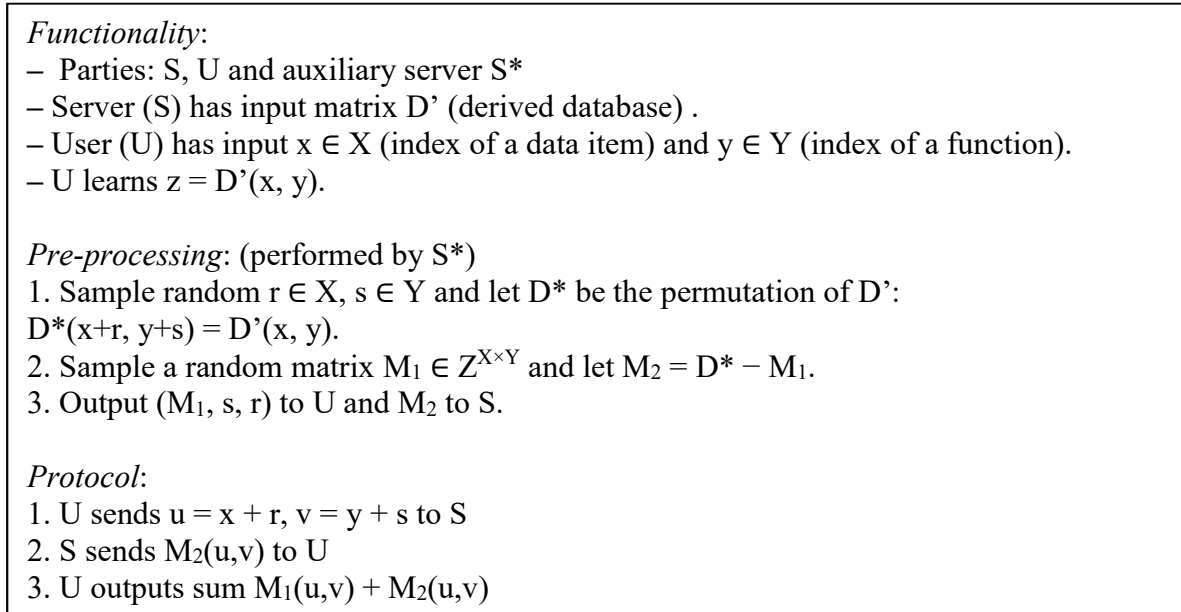 Functionality:
– Parties: S, U and auxiliary server S*
– Server (S) has input matrix D’ (derived database) .
– User (U) has input x ∈ X (index of a data item) and y ∈ Y (index of a function).
– U learns z = D’(x, y).
Pre-processing: (performed by S*)
1. Sample random r ∈ X, s ∈ Y and let D* be the permutation of D’:
D*(x+r, y+s) = D’(x, y).
2. Sample a random matrix M₁ ∈ Z^{X×Y} and let M₂ = D* − M₁.
3. Output (M₁, s, r) to U and M₂ to S.
Protocol:
1. U sends u = x + r, v = y + s to S
2. S sends M₂(u,v) to U
3. U outputs sum M₁(u,v) + M₂(u,v)